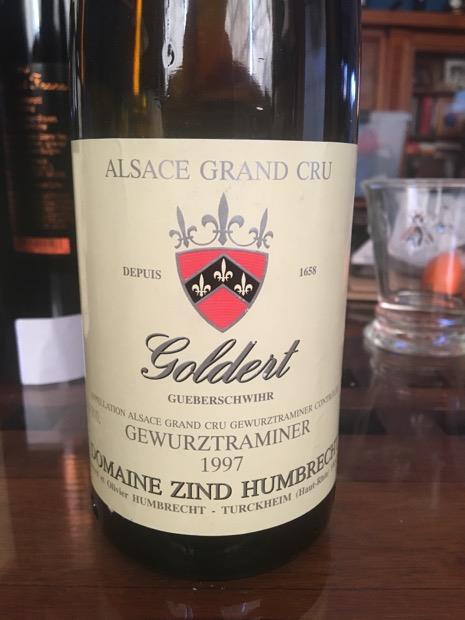 ALSACE GRAND CRU
DEPUIS 1658
Goldert
GUEBERSCHWIHR
APPELLATION ALSACE GRAND CRU GEWURZTRAMINER
GEWURZTRAMINER
1997
DOMAINE ZIND HUMBRECHT
et Olivier HUMBRECHT - TURCKHEIM (Haut-Rhin